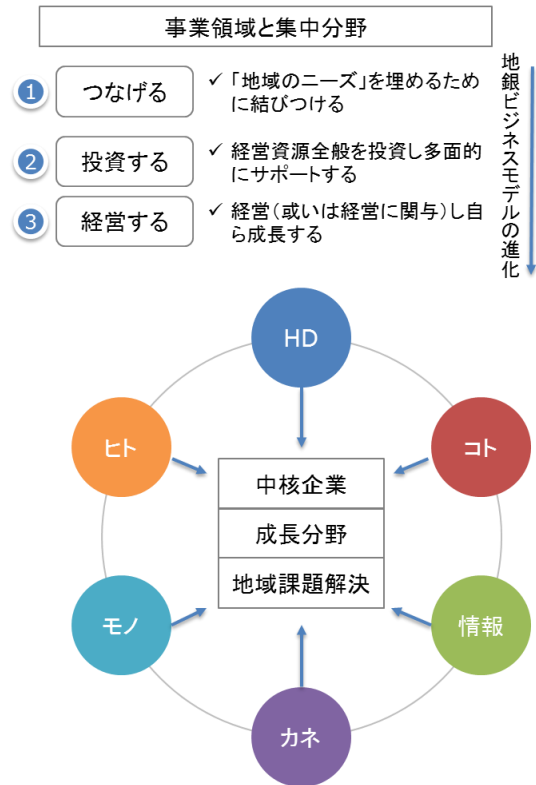 事業領域と集中分野
1 つなげる
✓ 「地域のニーズ」を埋めるため
に結びつける
2 投資する
✓ 経営資源全般を投資し多面的
にサポートする
3 経営する
✓ 経営(或いは経営に関与)し自
ら成長する
地銀ビジネスモデルの進化
HD
ヒト
コト
中核企業
成長分野
地域課題解決
モノ
情報
カネ